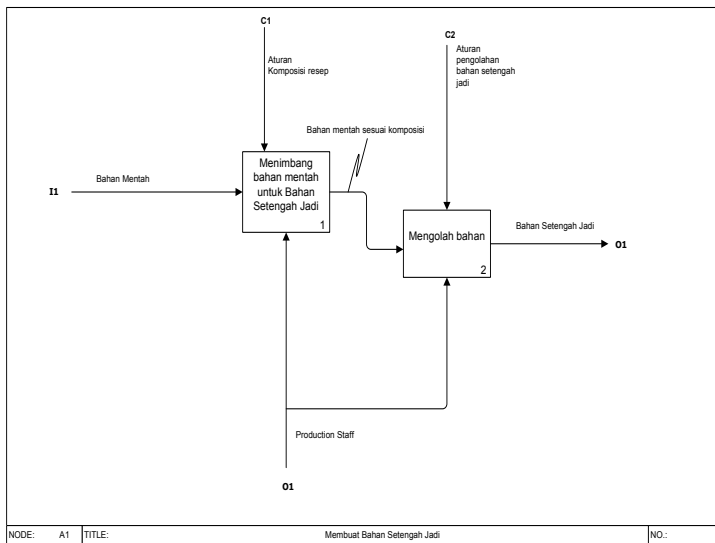 C1
Aturan
Komposisi resep
C2
Aturan
pengolahan
bahan setengah
jadi
Bahan mentah sesuai komposisi
I1
Bahan Mentah
Menimbang
bahan mentah
untuk Bahan
Setengah Jadi
1
Mengolah bahan
2
Bahan Setengah Jadi
O1
Production Staff
O1
NODE: A1 TITLE: Membuat Bahan Setengah Jadi NO.: